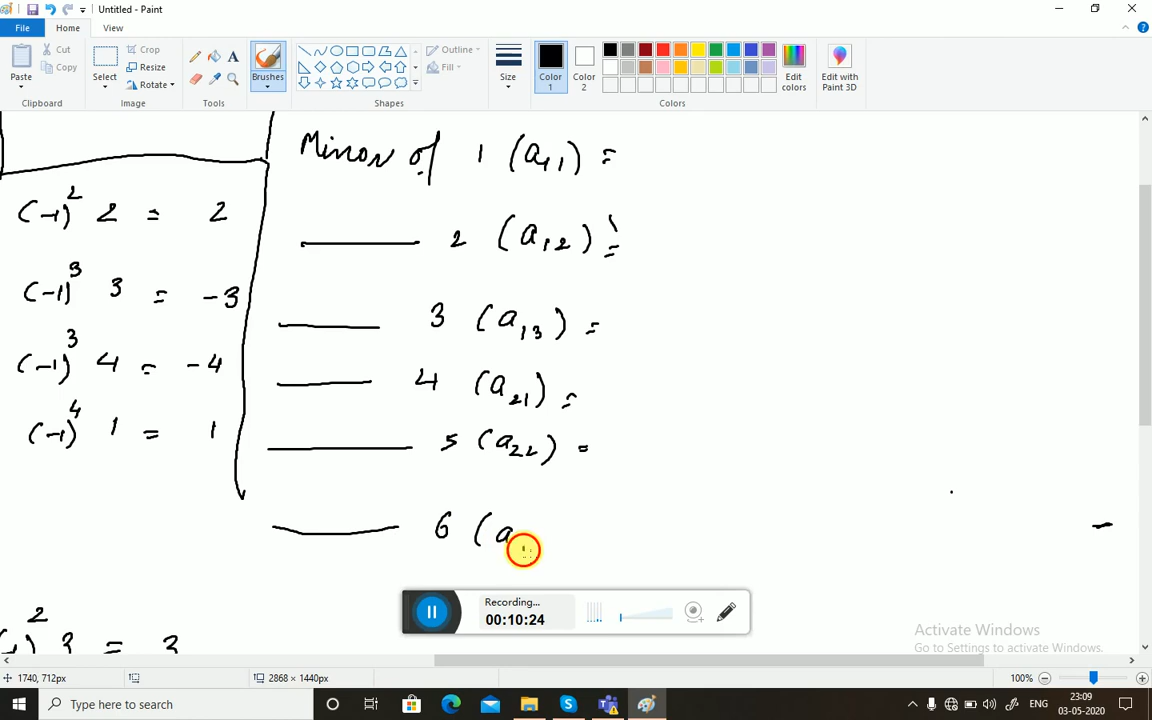 Untitled - Paint
File Home View
Cut
Copy
Paste
Clipboard
Crop
Resize
Rotate
Select
Image
Tools
Brushes
Outline
Fill
Shapes
Size
Color 1
Color 2
Edit colors
Colors
Edit with Paint 3D
Minor of 1 (a11) =
2 (a12) =
3 (a13) =
4 (a21) =
5 (a22) =
6 (a
(-1)^2 2 = 2
(-1)^3 3 = -3
(-1)^3 4 = -4
(-1)^4 1 = 1
2
3 = 3
Recording...
00:10:24
Activate Windows
Go to Settings to activate Windows.
1740, 712px
2868 × 1440px
100%
Type here to search
ENG
23:09
03-05-2020